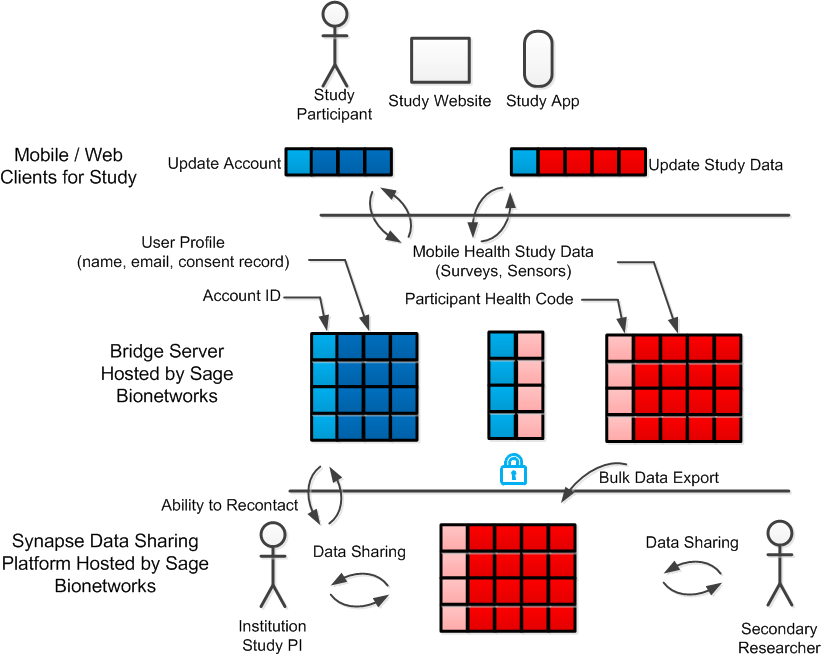 Study
Participant
Study Website
Study App
Mobile / Web
Clients for Study
Update Account
Update Study Data
User Profile
(name, email, consent record)
Mobile Health Study Data
(Surveys, Sensors)
Account ID
Participant Health Code
Bridge Server
Hosted by Sage
Bionetworks
Bulk Data Export
Ability to Recontact
Synapse Data Sharing
Platform Hosted by Sage
Bionetworks
Data Sharing
Data Sharing
Institution
Study PI
Secondary
Researcher